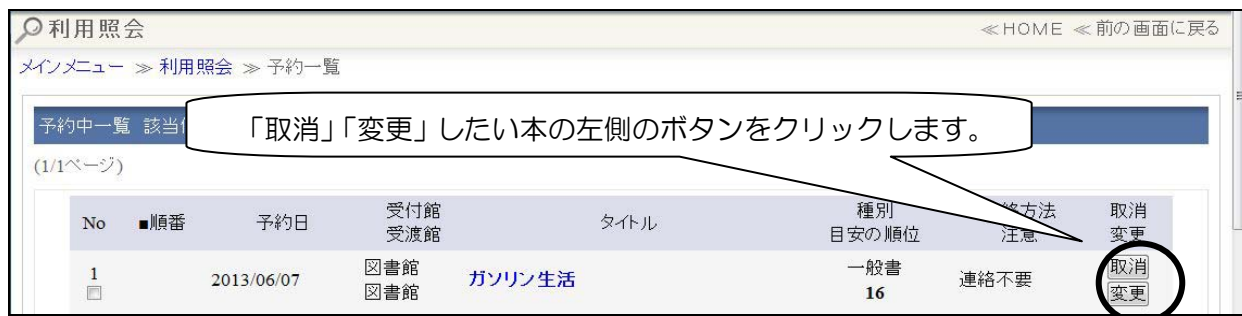 利用照会 ≪HOME ≪前の画面に戻る
メインメニュー ≫ 利用照会 ≫ 予約一覧
予約中一覧 該当
「取消」「変更」したい本の左側のボタンをクリックします。
(1/1ページ)
No ■順番 予約日 受付館 受渡館 タイトル 種別 目安の順位 方法 注意 取消 変更
1 2013/06/07 図書館 図書館 ガソリン生活 一般書 16 連絡不要 取消 変更